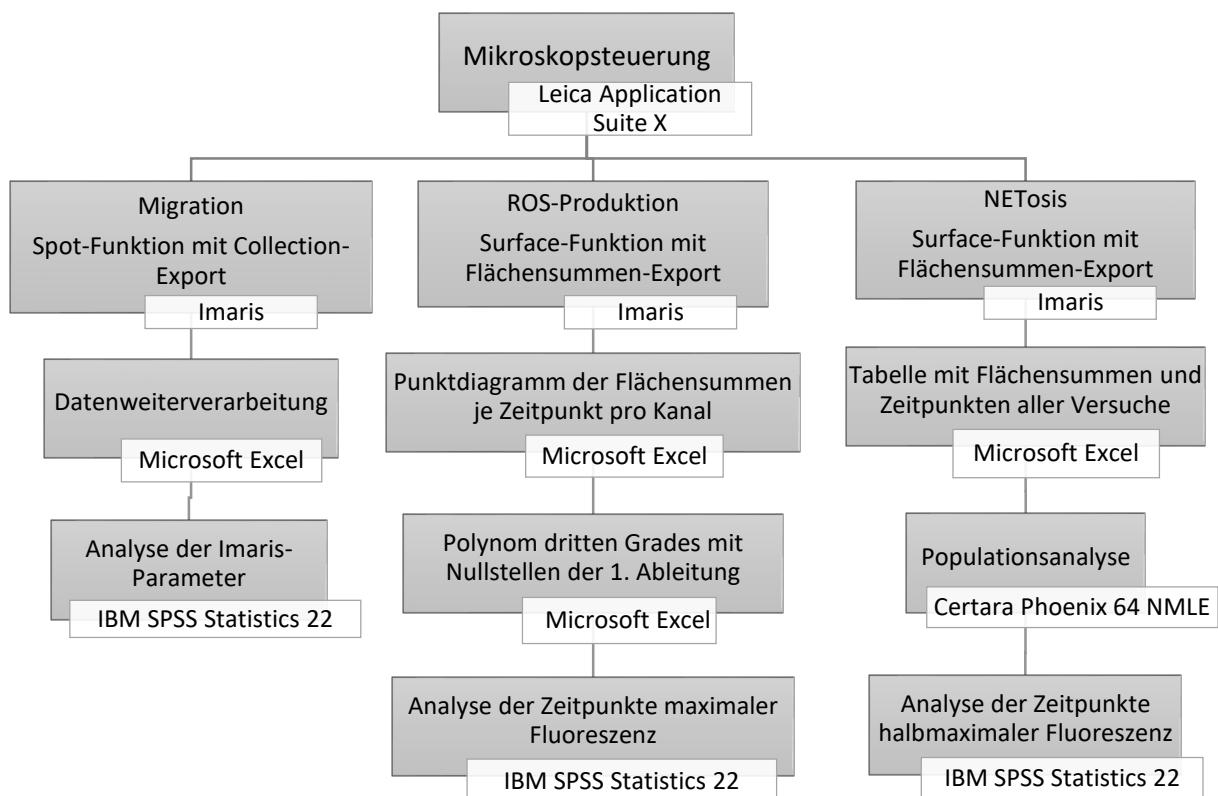 Mikroskopsteuerung
Leica Application
Suite X
Migration
Spot-Funktion mit Collection-
Export
Imaris
Datenweiterverarbeitung
Microsoft Excel
Analyse der Imaris-
Parameter
IBM SPSS Statistics 22
ROS-Produktion
Surface-Funktion mit
Flächensummen-Export
Imaris
Punktdiagramm der Flächensummen
je Zeitpunkt pro Kanal
Microsoft Excel
Polynom dritten Grades mit
Nullstellen der 1. Ableitung
Microsoft Excel
Analyse der Zeitpunkte maximaler
Fluoreszenz
IBM SPSS Statistics 22
NETosis
Surface-Funktion mit
Flächensummen-Export
Imaris
Tabelle mit Flächensummen und
Zeitpunkten aller Versuche
Microsoft Excel
Populationsanalyse
Certara Phoenix 64 NMLE
Analyse der Zeitpunkte
halbmaximaler Fluoreszenz
IBM SPSS Statistics 22